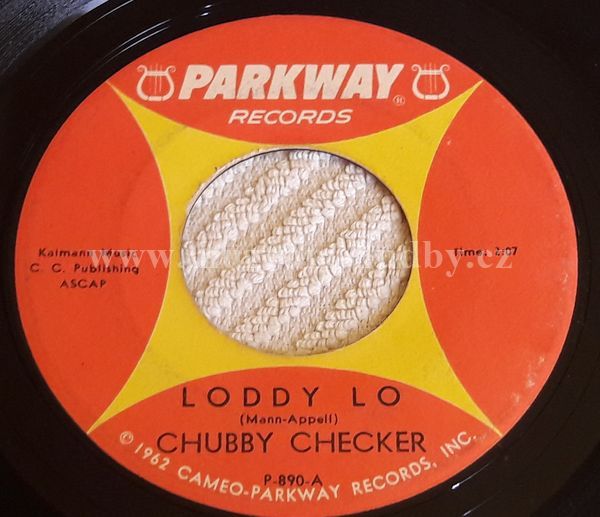 PARKWAY
®
RECORDS
Kalmann Music
C. C. Publishing
ASCAP
Time: 2:07
LODDY LO
(Mann-Appell)
CHUBBY CHECKER
P-890-A
© 1962 CAMEO-PARKWAY RECORDS, INC.